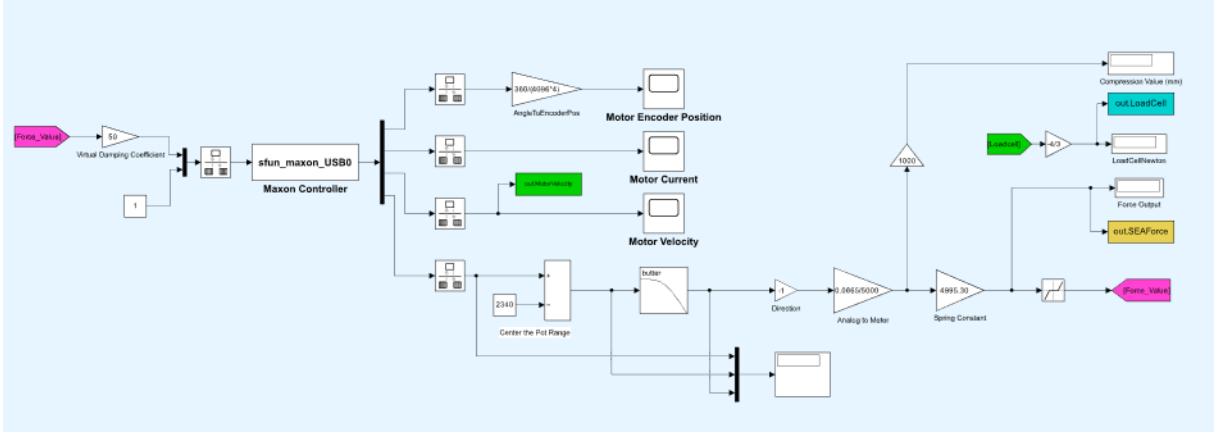 360/(4096*4)
AngleToEncoderPos
Motor Encoder Position
Compression Value (mm)
out.LoadCell
[Force_Value]
50
Virtual Damping Coefficient
sfun_maxon_USB0
Maxon Controller
1
Motor Current
out.MotorVelocity
Motor Velocity
1000
[Loadcell]
-4/3
LoadCellNewton
Force Output
out.SEAForce
+
2340
−
Center the Pot Range
butter
-1
Direction
0.0865/5000
Analog to Motor
4995.30
Spring Constant
[Force_Value]